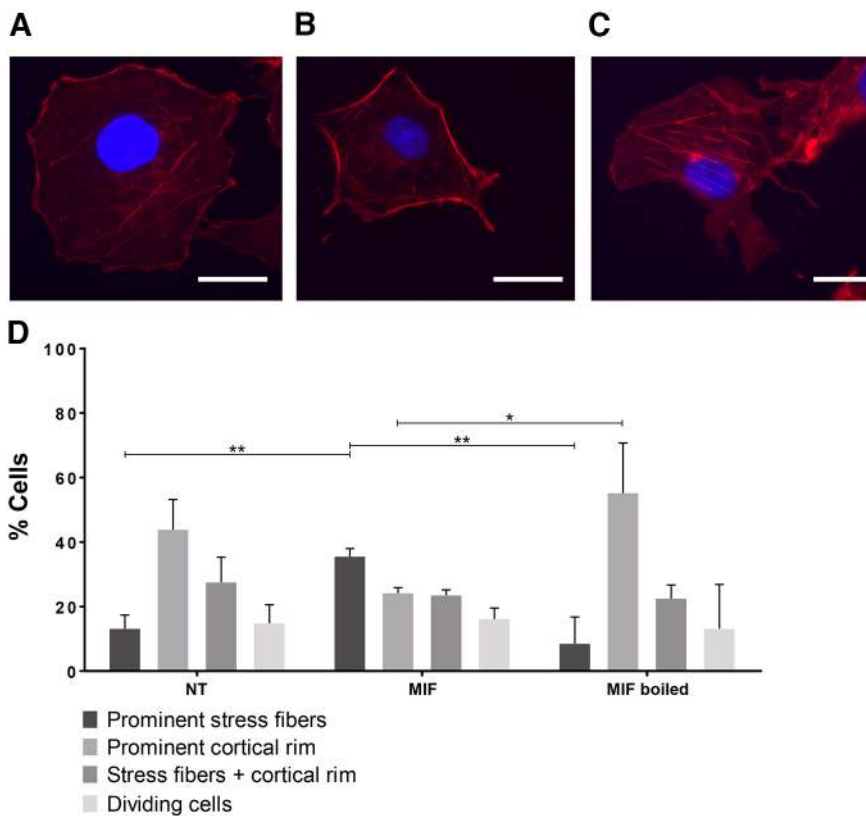 A
B
C
D
100
80
60
40
20
0
% Cells
**
*
**
NT
MIF
MIF boiled
Prominent stress fibers
Prominent cortical rim
Stress fibers + cortical rim
Dividing cells